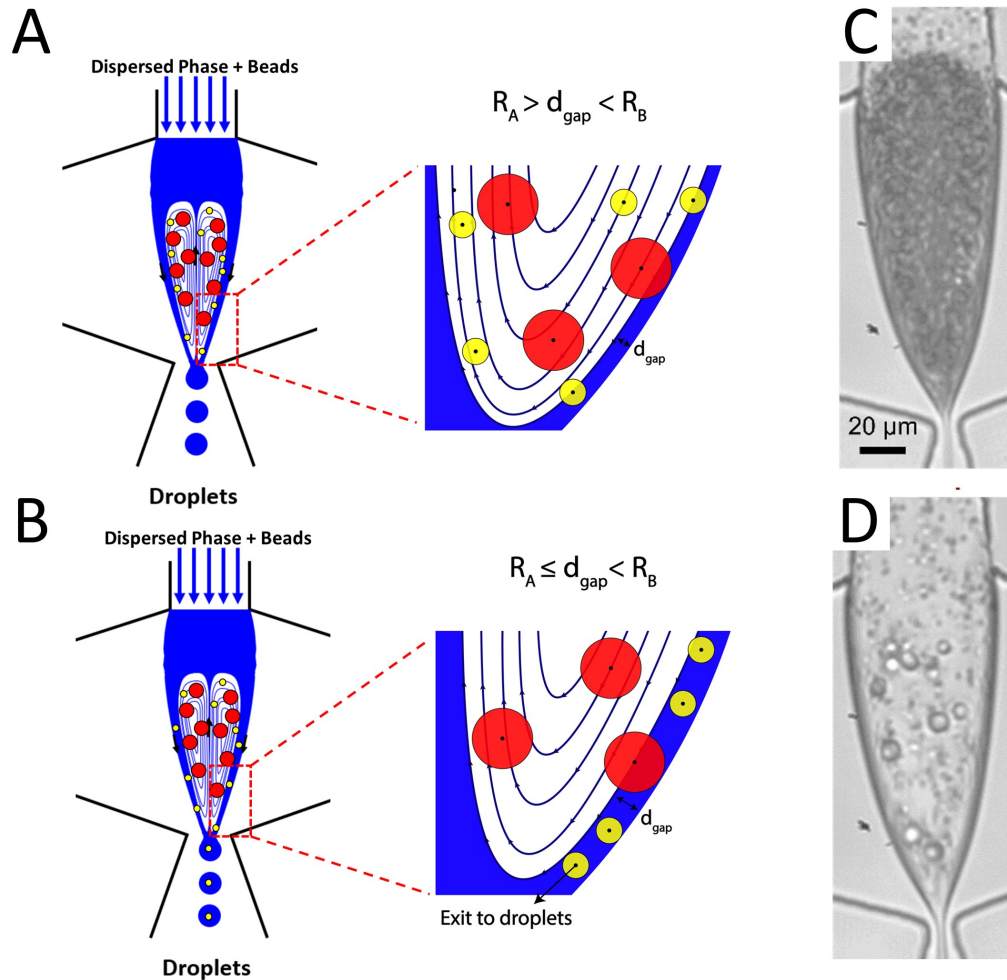 A
Dispersed Phase + Beads
R_A > d_gap < R_B
d_gap
Droplets
B
Dispersed Phase + Beads
R_A ≤ d_gap < R_B
d_gap
Exit to droplets
Droplets
C
20 µm
D